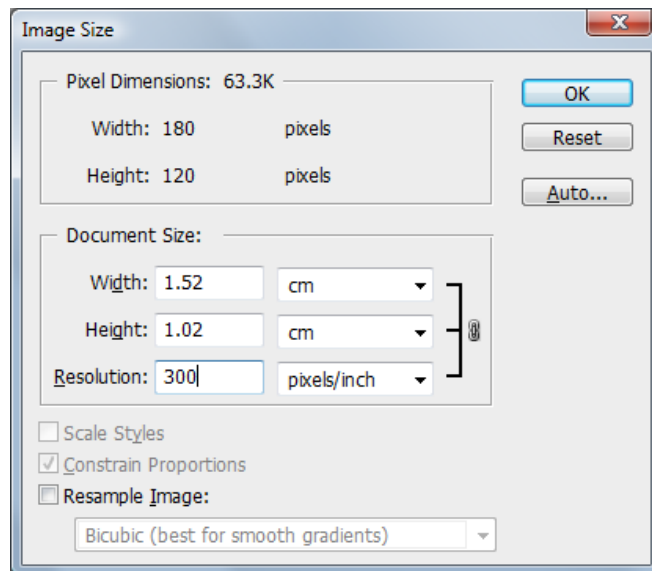 Image Size
Pixel Dimensions: 63.3K
Width: 180 pixels
Height: 120 pixels
OK
Reset
Auto...
Document Size:
Width: 1.52 cm
Height: 1.02 cm
Resolution: 300 pixels/inch
Scale Styles
Constrain Proportions
Resample Image:
Bicubic (best for smooth gradients)